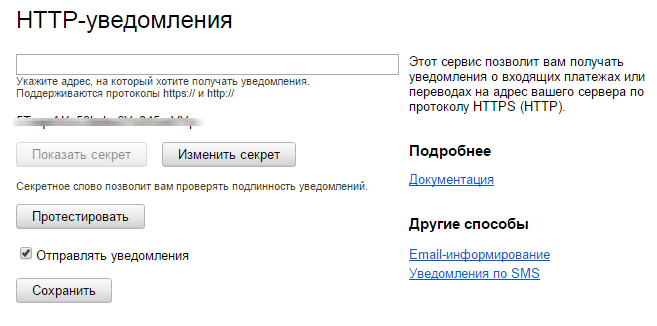 HTTP-уведомления
Укажите адрес, на который хотите получать уведомления.
Поддерживаются протоколы https:// и http://
Показать секрет
Изменить секрет
Секретное слово позволит вам проверять подлинность уведомлений.
Протестировать
Отправлять уведомления
Сохранить
Этот сервис позволит вам получать
уведомления о входящих платежах или
переводах на адрес вашего сервера по
протоколу HTTPS (HTTP).
Подробнее
Документация
Другие способы
Email-информирование
Уведомления по SMS